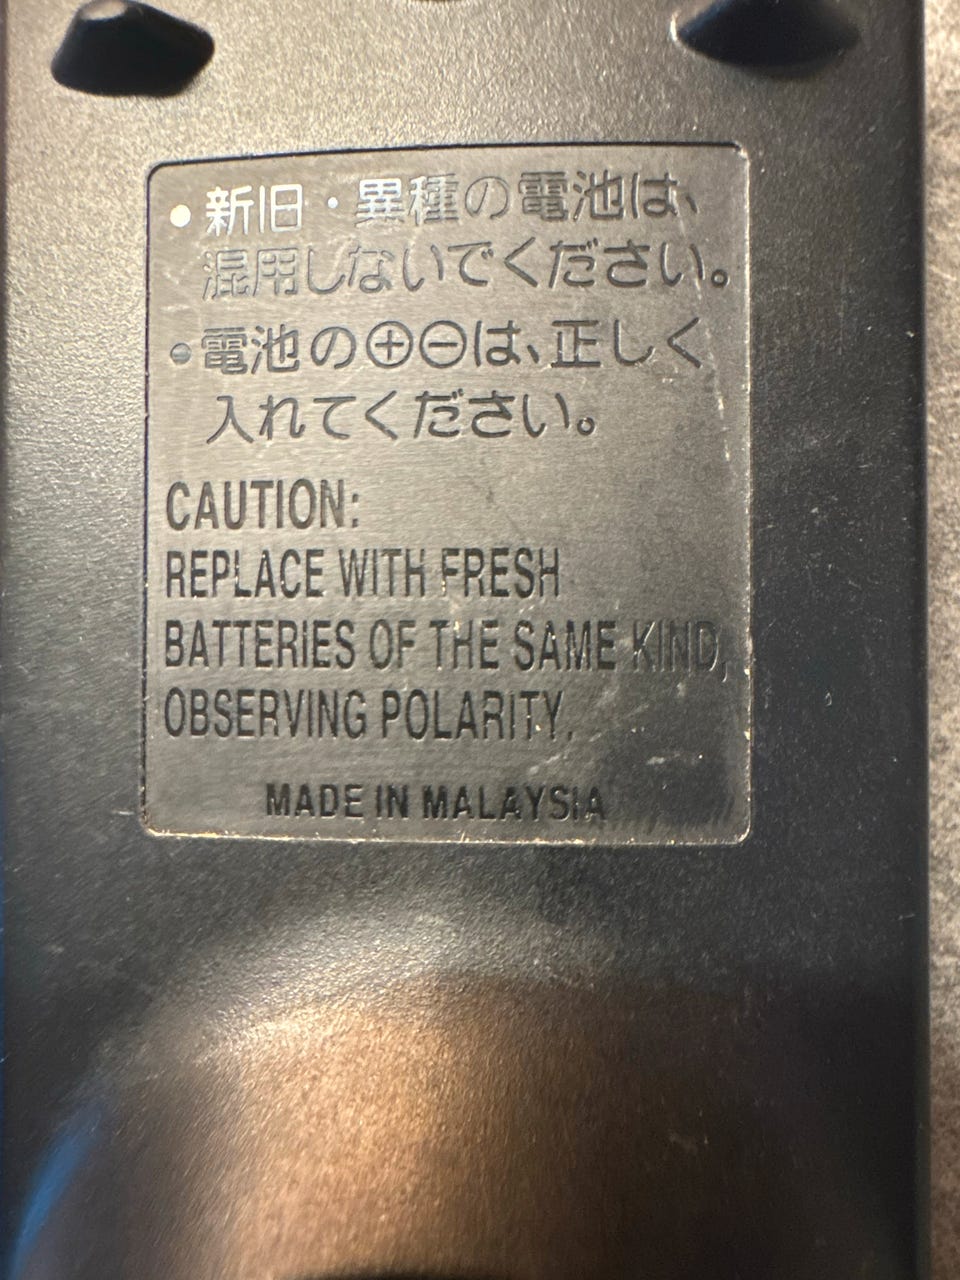 • 新旧・異種の電池は、
混用しないでください。
• 電池の⊕⊖は、正しく
入れてください。
CAUTION:
REPLACE WITH FRESH
BATTERIES OF THE SAME KIND,
OBSERVING POLARITY.
MADE IN MALAYSIA